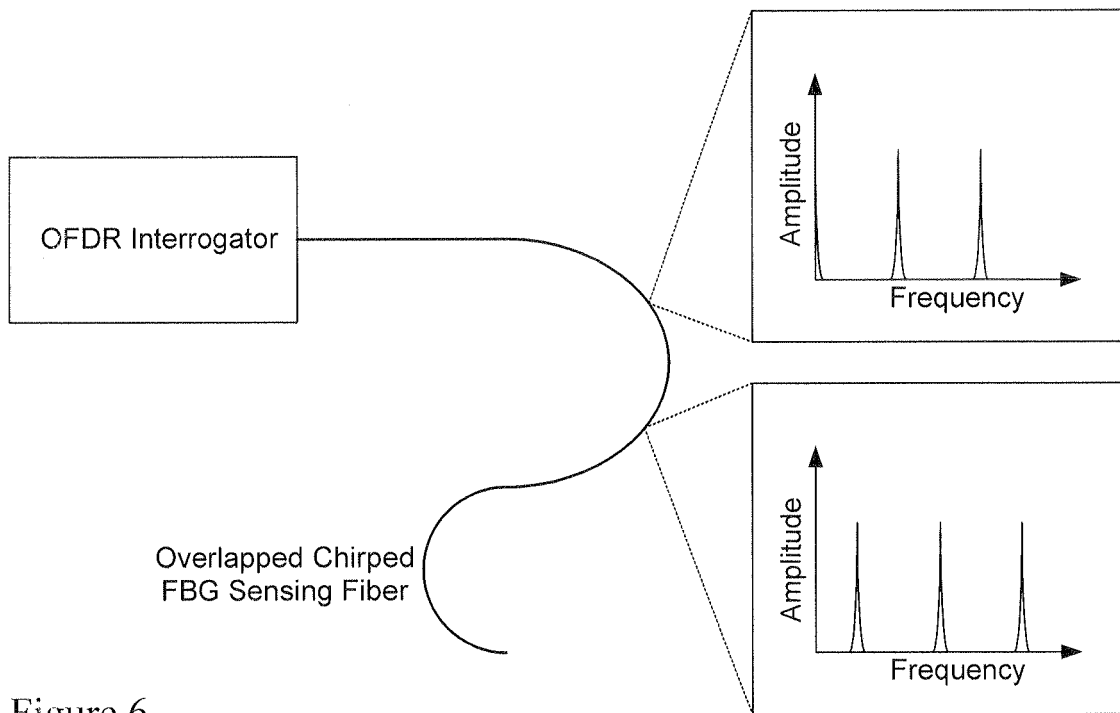 OFDR Interrogator
Amplitude
Frequency
Amplitude
Frequency
Overlapped Chirped
FBG Sensing Fiber
Figure 6